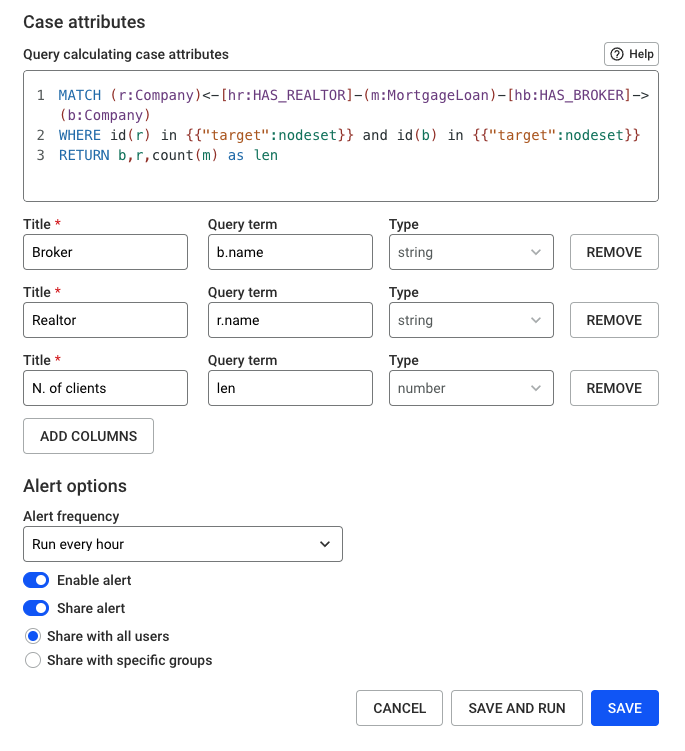 Case attributes
Query calculating case attributes
Help
1 MATCH (r:Company)<-[hr:HAS_REALTOR]-(m:MortgageLoan)-[hb:HAS_BROKER]->
(b:Company)
2 WHERE id(r) in {{"target":nodeset}} and id(b) in {{"target":nodeset}}
3 RETURN b,r,count(m) as len
Title * Query term Type
Broker b.name string REMOVE
Title * Query term Type
Realtor r.name string REMOVE
Title * Query term Type
N. of clients len number REMOVE
ADD COLUMNS
Alert options
Alert frequency
Run every hour
Enable alert
Share alert
Share with all users
Share with specific groups
CANCEL SAVE AND RUN SAVE